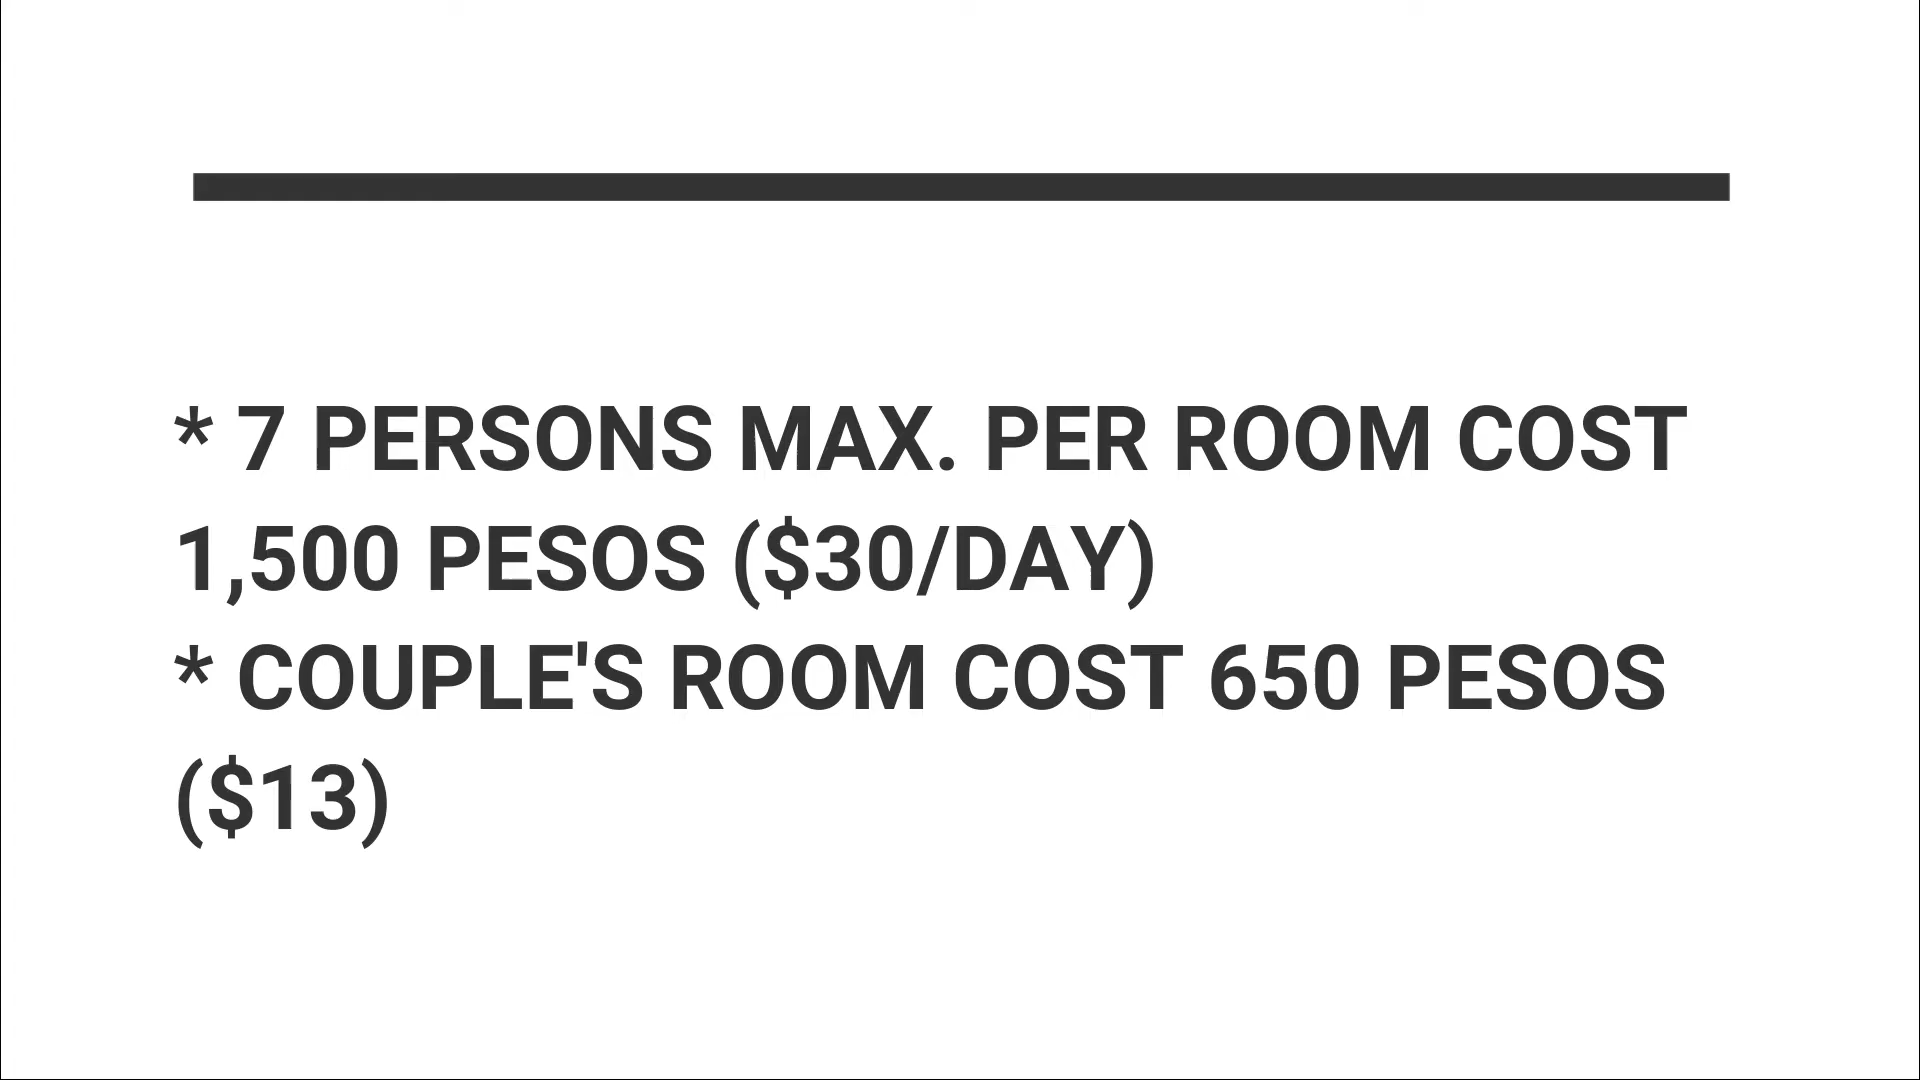 * 7 PERSONS MAX. PER ROOM COST
1,500 PESOS ($30/DAY)
* COUPLE'S ROOM COST 650 PESOS
($13)